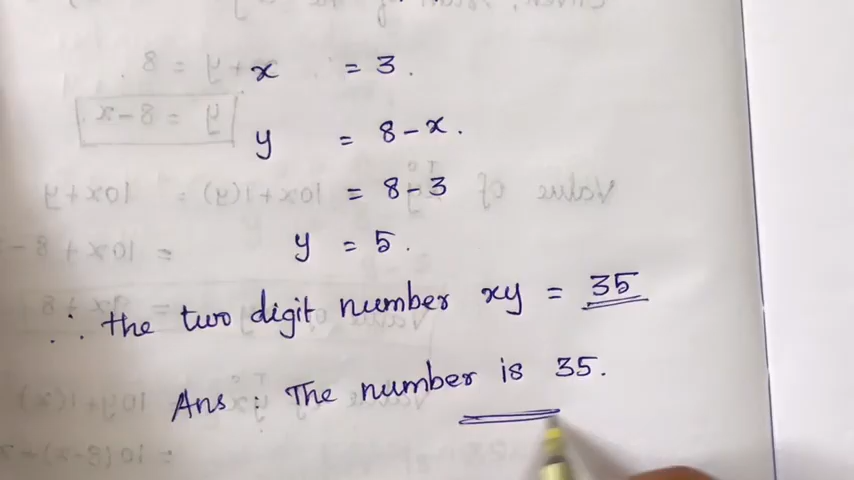 x = 3.
y = 8 - x.
= 8 - 3
y = 5.
∴ the two digit number xy = 35
Ans : The number is 35.